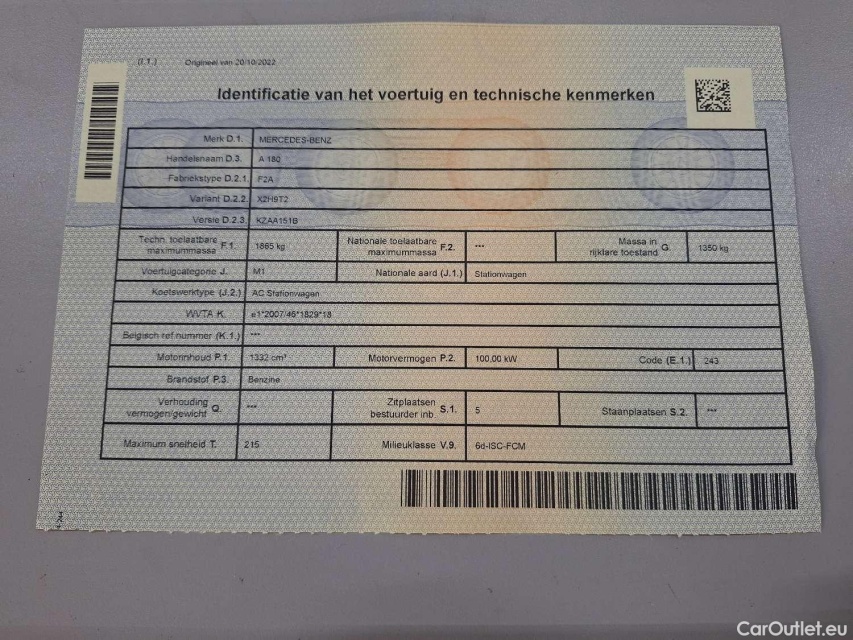 (I.1.) Origineel van 20/10/2022
Identificatie van het voertuig en technische kenmerken
Merk D.1. MERCEDES-BENZ
Handelsnaam D.3. A 180
Fabriekstype D.2.1. F2A
Variant D.2.2. X2H9T2
Versie D.2.3. KZAA151B
Techn. toelaatbare maximummassa F.1. 1865 kg Nationale toelaatbare maximummassa F.2. *** Massa in rijklare toestand G. 1350 kg
Voertuigcategorie J. M1 Nationale aard (J.1.) Stationwagen
Koetswerktype (J.2.) AC Stationwagen
WVTA K. e1*2007/46*1829*18
Belgisch ref nummer (K.1.) ***
Motorinhoud P.1. 1332 cm³ Motorvermogen P.2. 100,00 kW Code (E.1.) 243
Brandstof P.3. Benzine
Verhouding vermogen/gewicht Q. *** Zitplaatsen bestuurder inb S.1. 5 Staanplaatsen S.2. ***
Maximum snelheid T. 215 Milieuklasse V.9. 6d-ISC-FCM
CarOutlet.eu